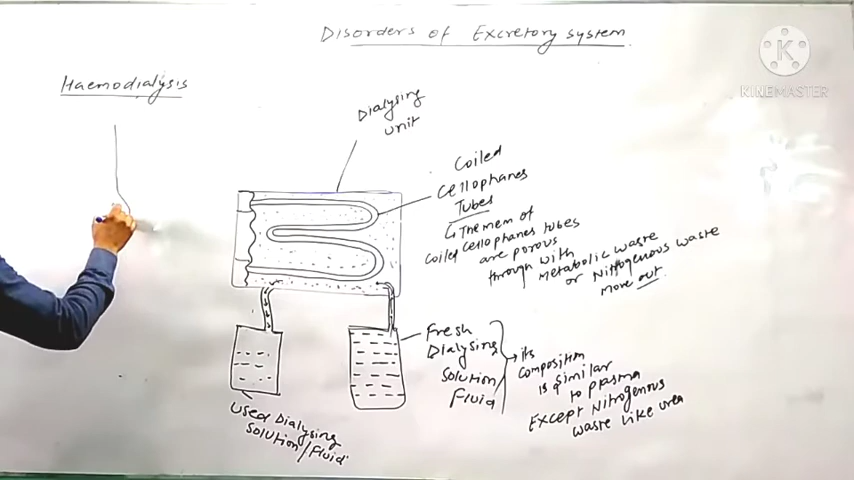 Disorders of Excretory system
K
KINEMASTER
Haemodialysis
Dialysing
unit
Coiled
Cellophanes
Tubes
↳ The mem of
coiled cellophanes tubes
are porous
through with
metabolic waste
or Nitrogenous waste
move out.
Fresh
Dialysing
Solution
Fluid
→ its
composition
is similar
to plasma
EXCEPT Nitrogenous
waste like urea
Used Dialysing
Solution/Fluid